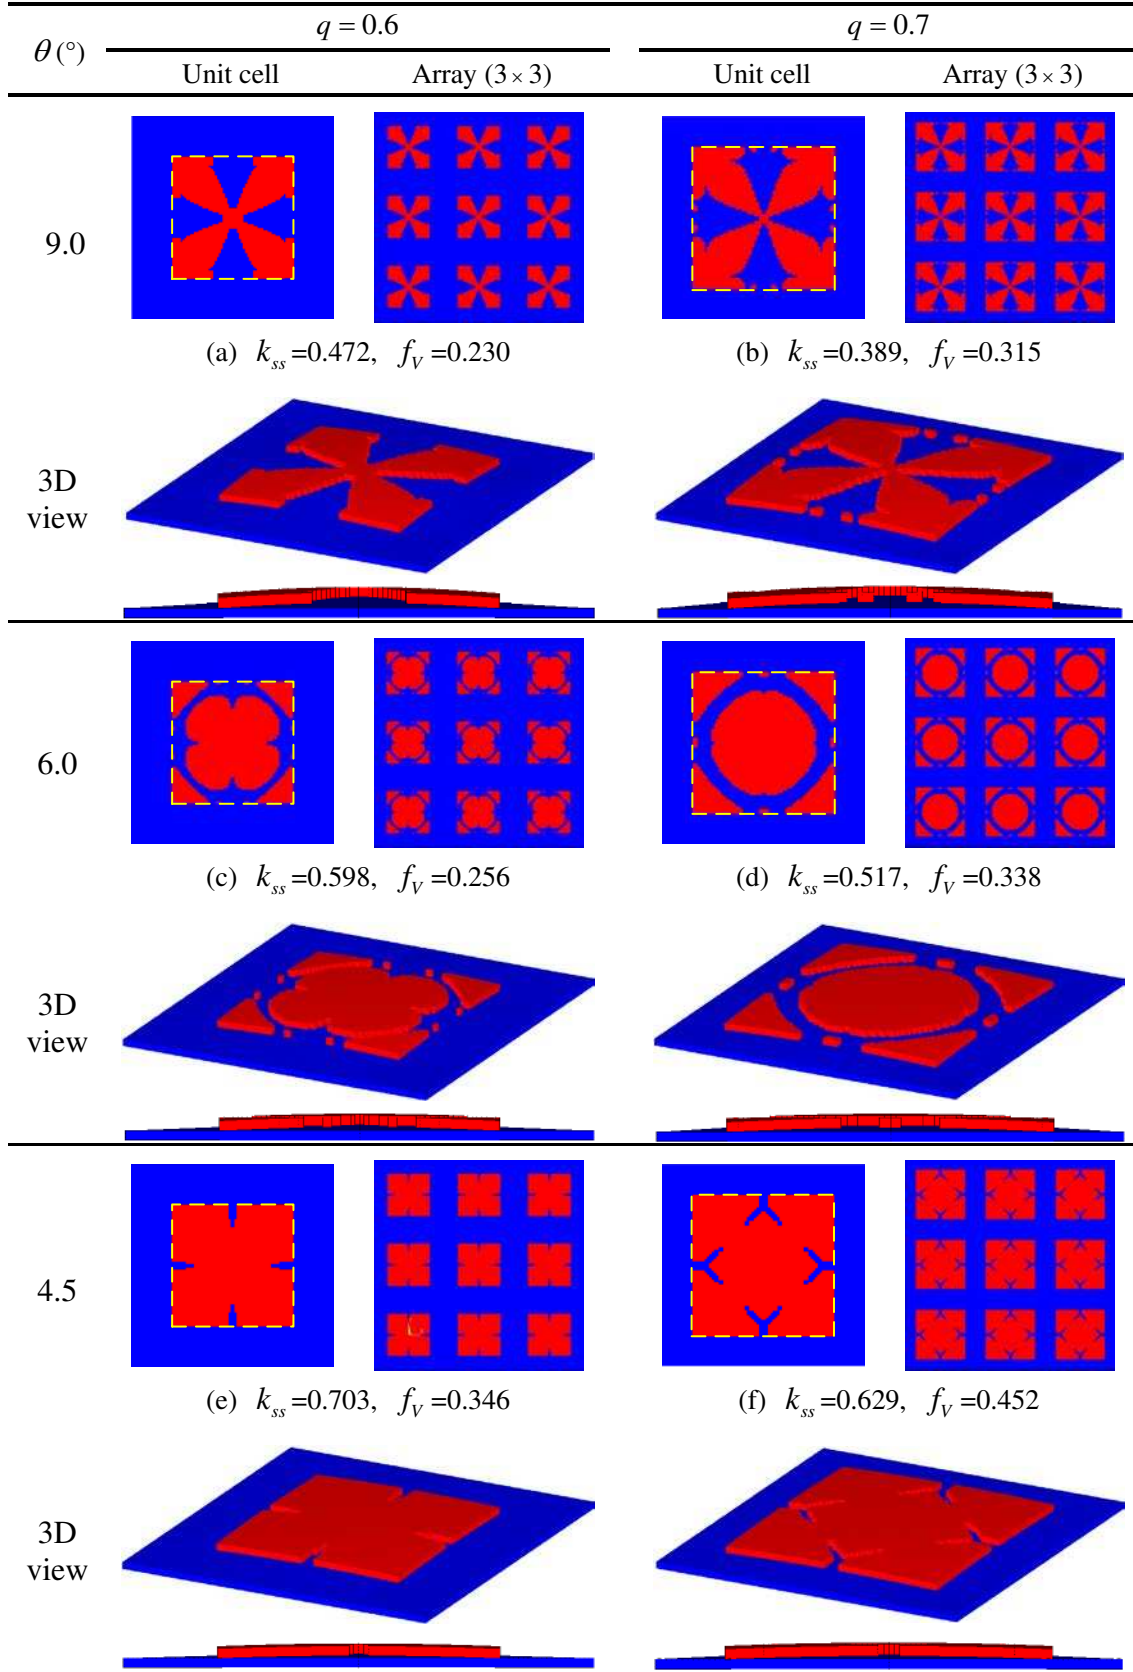 θ (°) q = 0.6 q = 0.7
Unit cell Array (3 × 3) Unit cell Array (3 × 3)
9.0
(a) k_ss =0.472, f_V =0.230 (b) k_ss =0.389, f_V =0.315
3D
view
6.0
(c) k_ss =0.598, f_V =0.256 (d) k_ss =0.517, f_V =0.338
3D
view
4.5
(e) k_ss =0.703, f_V =0.346 (f) k_ss =0.629, f_V =0.452
3D
view